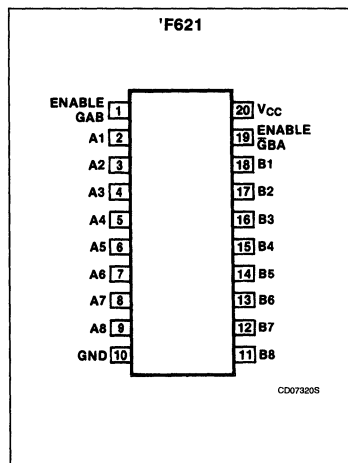 'F621
ENABLE
GAB 1
20 VCC
A1 2
19 ENABLE
G̅BA
A2 3
18 B1
A3 4
17 B2
A4 5
16 B3
A5 6
15 B4
A6 7
14 B5
A7 8
13 B6
A8 9
12 B7
GND 10
11 B8
CD07320S